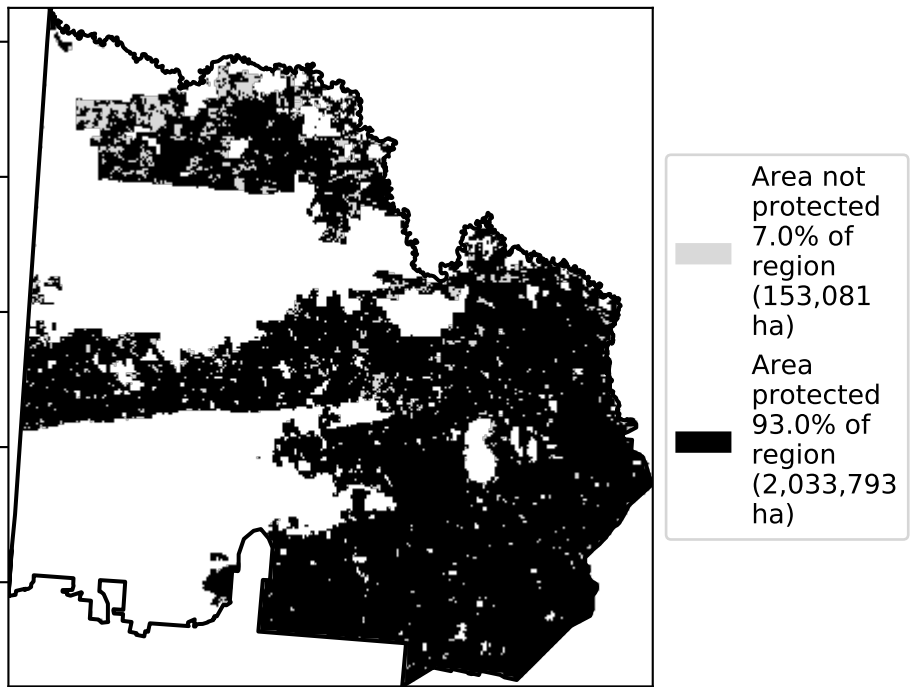 Area not
protected
7.0% of
region
(153,081
ha)
Area
protected
93.0% of
region
(2,033,793
ha)